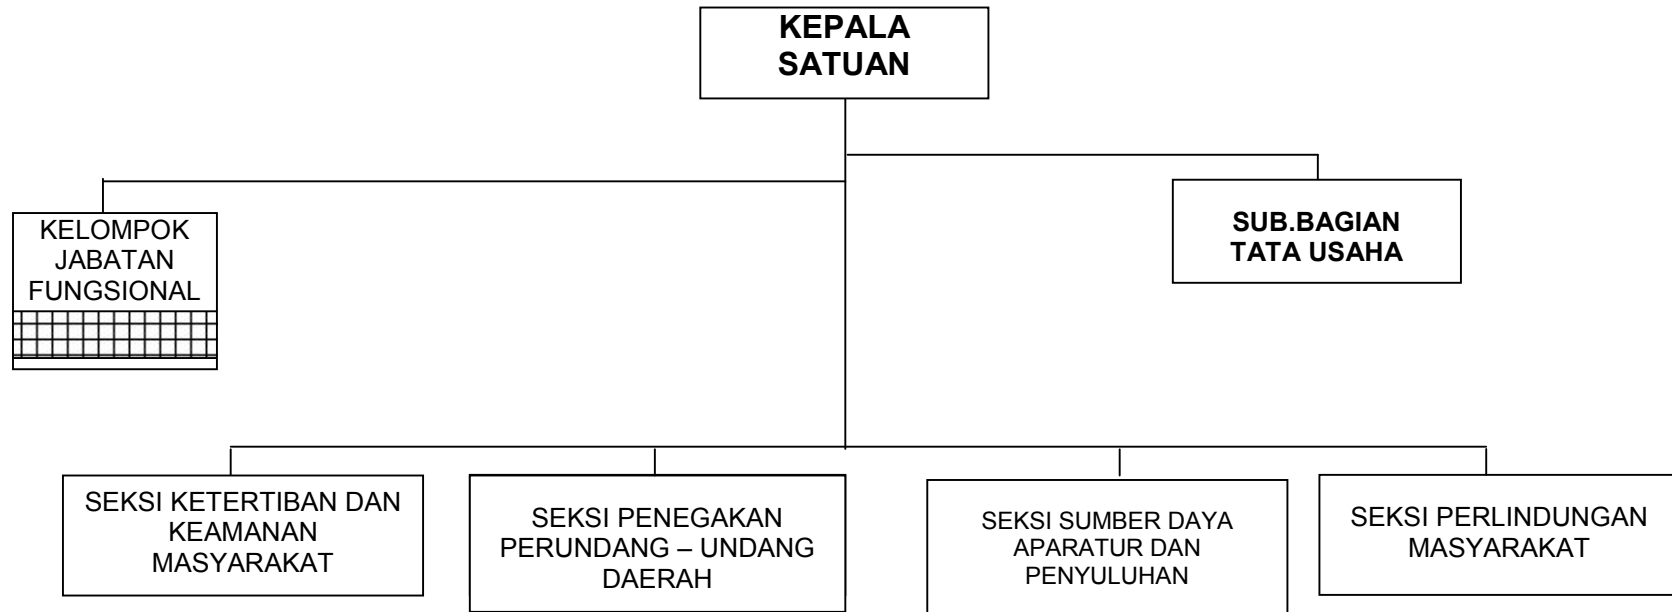 KEPALA
SATUAN
KELOMPOK
JABATAN
FUNGSIONAL
SUB.BAGIAN
TATA USAHA
SEKSI KETERTIBAN DAN
KEAMANAN
MASYARAKAT
SEKSI PENEGAKAN
PERUNDANG – UNDANG
DAERAH
SEKSI SUMBER DAYA
APARATUR DAN
PENYULUHAN
SEKSI PERLINDUNGAN
MASYARAKAT